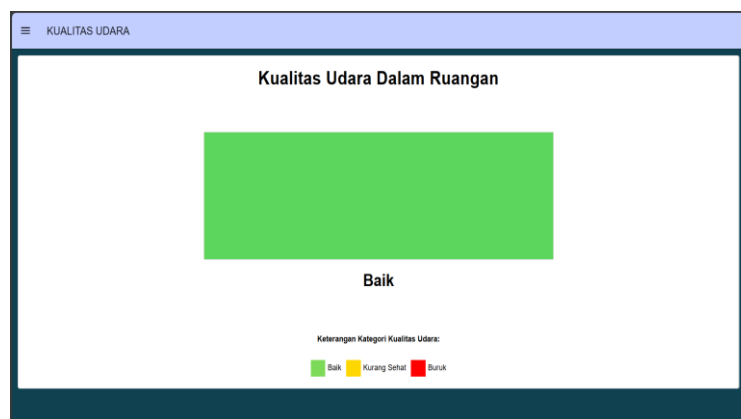 KUALITAS UDARA
Kualitas Udara Dalam Ruangan
Baik
Keterangan Kategori Kualitas Udara:
Baik Kurang Sehat Buruk